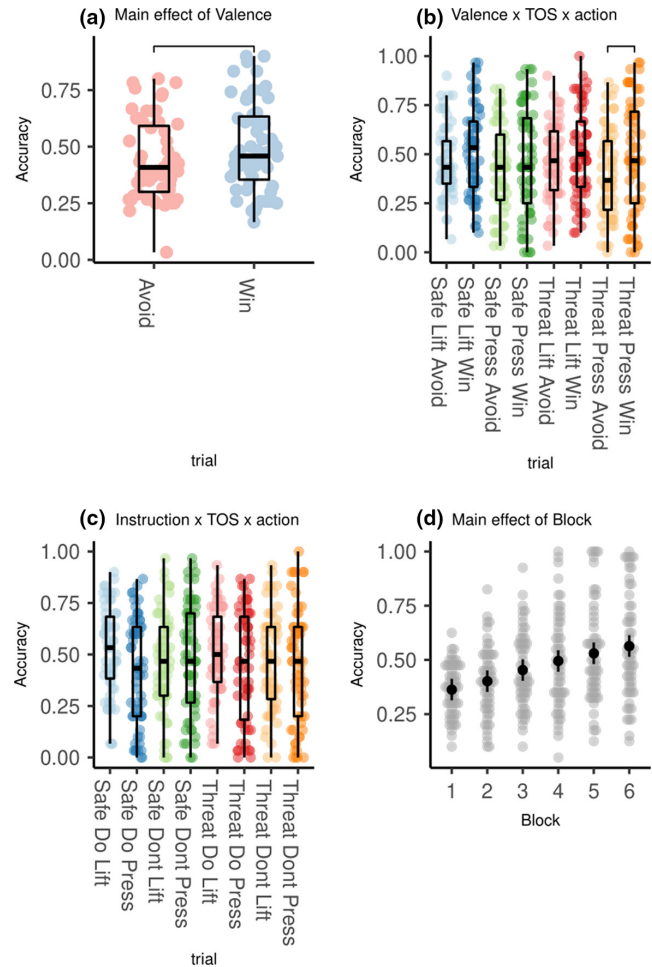 (a) Main effect of Valence
Accuracy
0.75
0.50
0.25
0.00
Avoid
Win
trial
(b) Valence x TOS x action
Accuracy
1.00
0.75
0.50
0.25
0.00
Safe Lift Avoid
Safe Lift Win
Safe Press Avoid
Safe Press Win
Threat Lift Avoid
Threat Lift Win
Threat Press Avoid
Threat Press Win
trial
(c) Instruction x TOS x action
Accuracy
1.00
0.75
0.50
0.25
0.00
Safe Do Lift
Safe Do Press
Safe Dont Lift
Safe Dont Press
Threat Do Lift
Threat Do Press
Threat Dont Lift
Threat Dont Press
trial
(d) Main effect of Block
Accuracy
1.00
0.75
0.50
0.25
1 2 3 4 5 6
Block